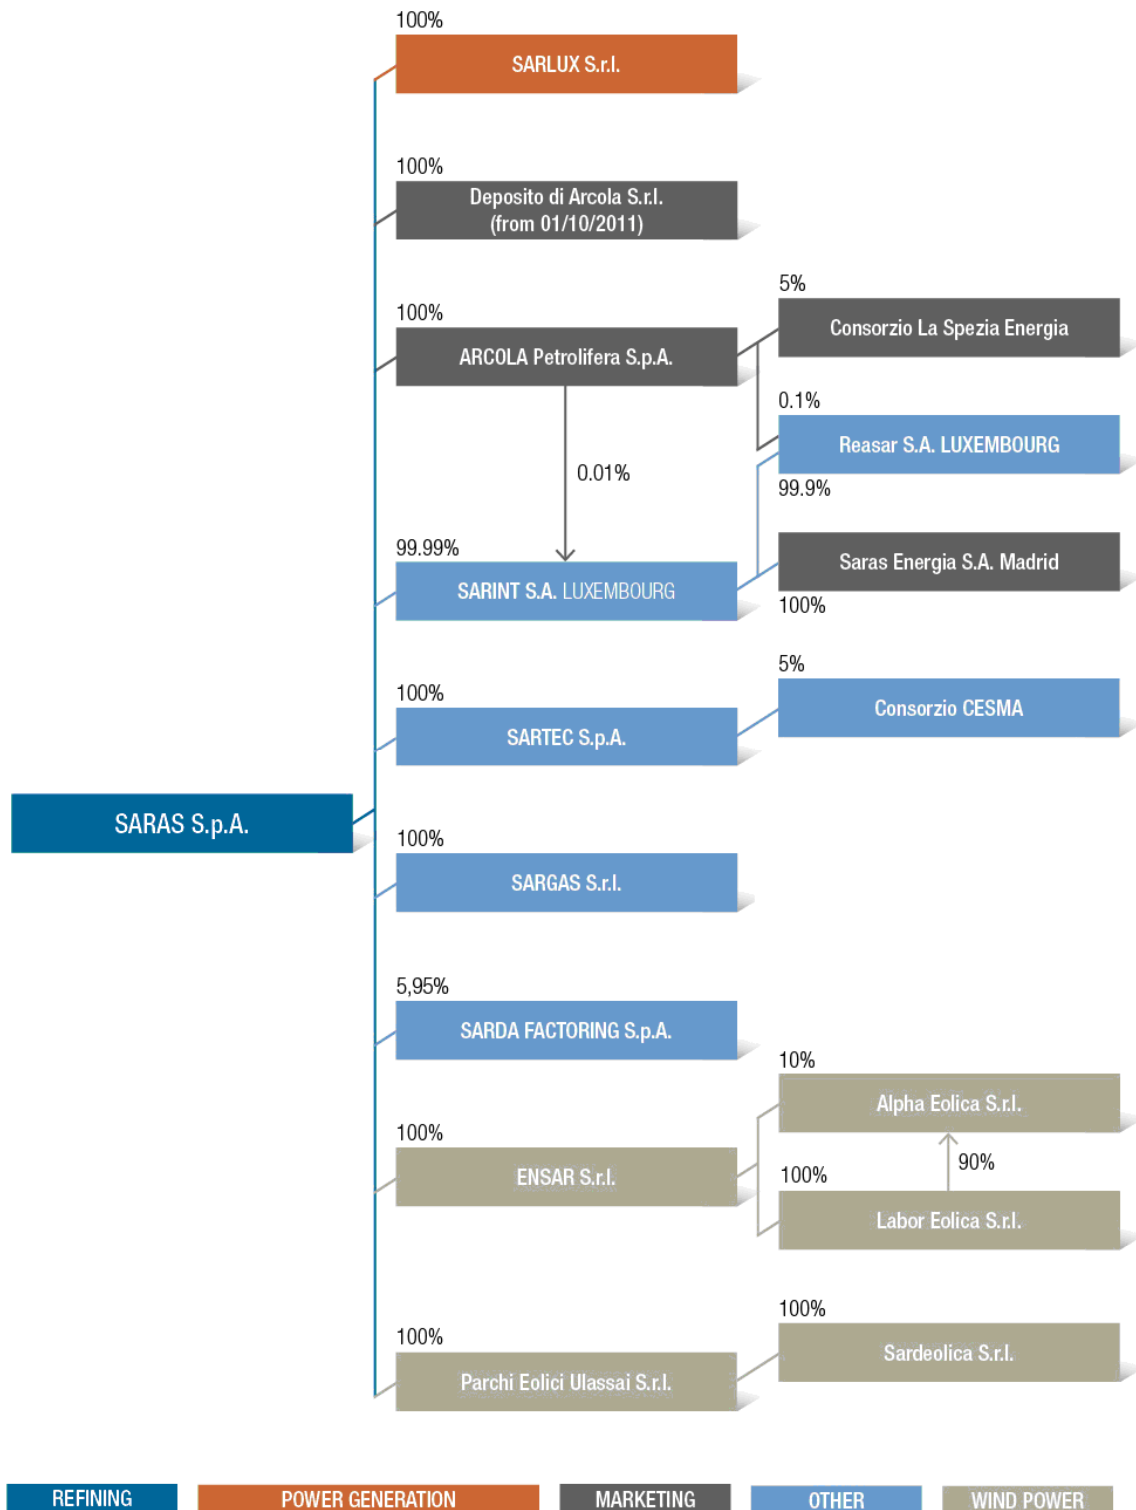 100%
SARLUX S.r.l.
100%
Deposito di Arcola S.r.l.
(from 01/10/2011)
5%
Consorzio La Spezia Energia
100%
ARCOLA Petrolifera S.p.A.
0.1%
Reasar S.A. LUXEMBOURG
99.9%
0.01%
99.99%
SARINT S.A. LUXEMBOURG
Saras Energia S.A. Madrid
100%
5%
Consorzio CESMA
100%
SARTEC S.p.A.
SARAS S.p.A.
100%
SARGAS S.r.l.
5,95%
SARDA FACTORING S.p.A.
10%
Alpha Eolica S.r.l.
100%
ENSAR S.r.l.
90%
100%
Labor Eolica S.r.l.
100%
Sardeolica S.r.l.
100%
Parchi Eolici Ulassai S.r.l.
REFINING
POWER GENERATION
MARKETING
OTHER
WIND POWER